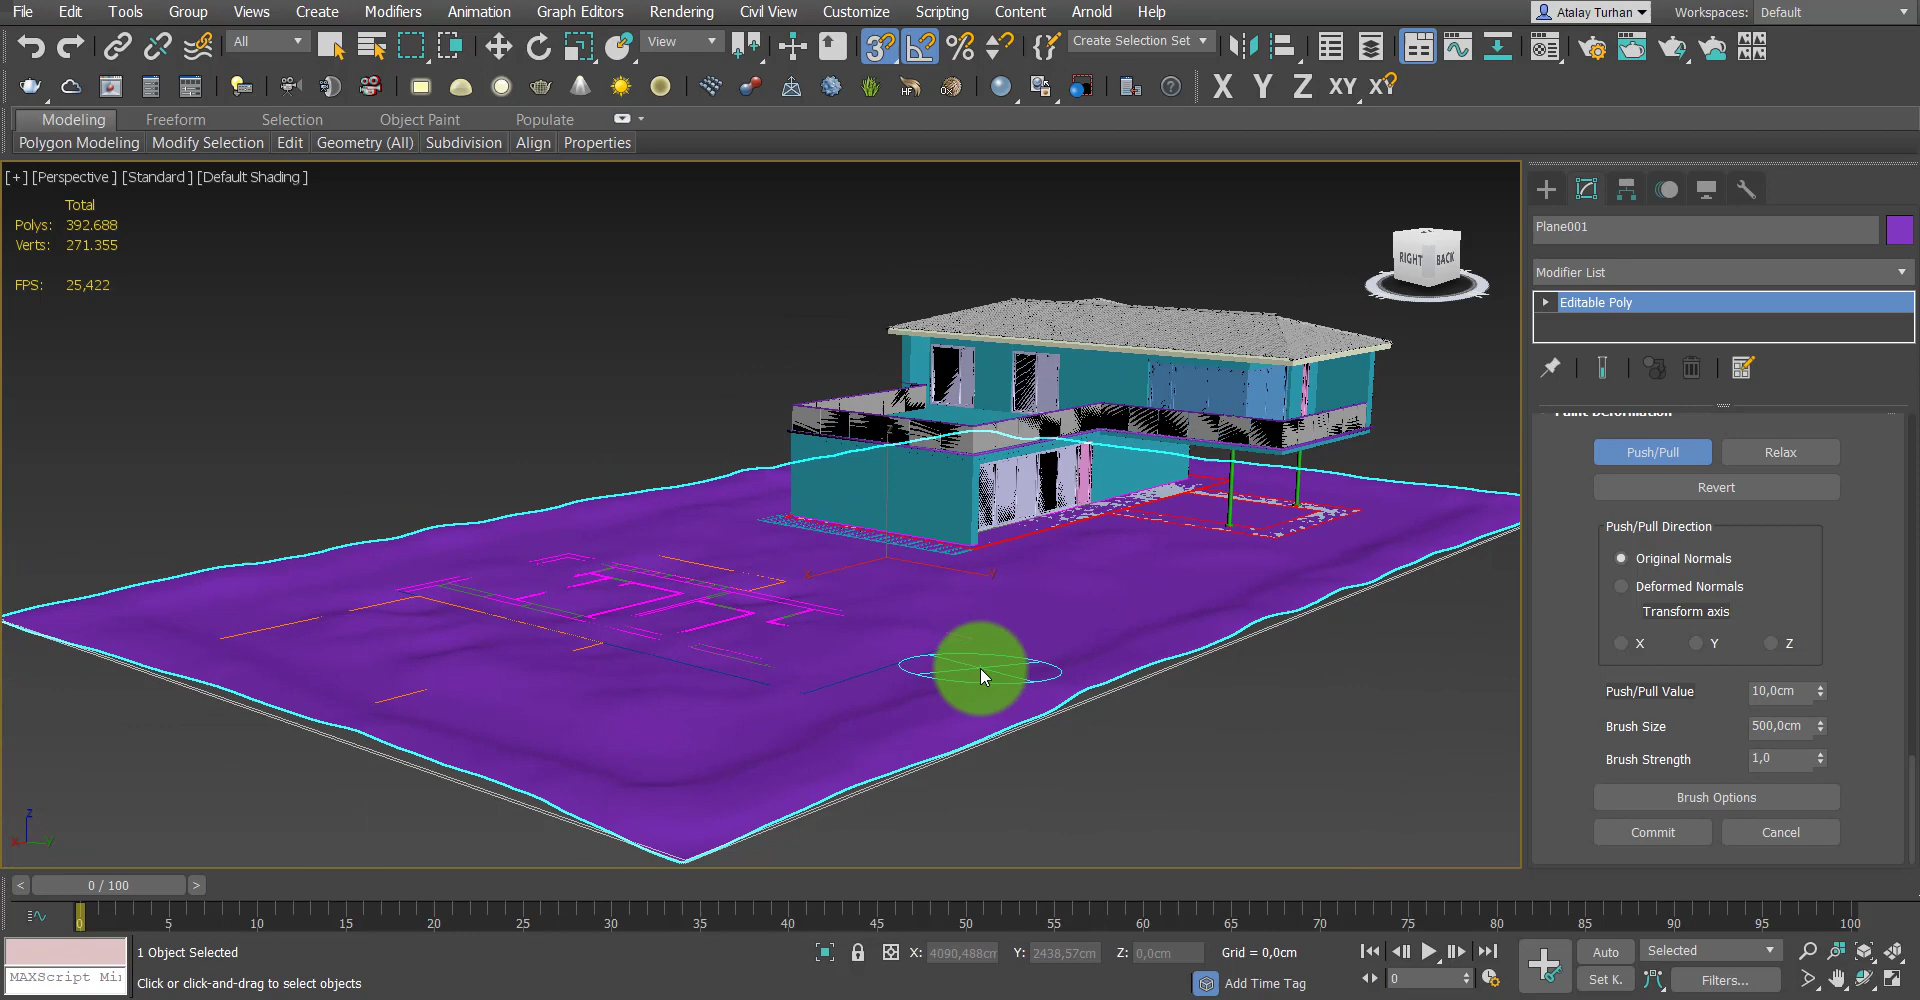 File Edit Tools Group Views Create Modifiers Animation Graph Editors Rendering Civil View Customize Scripting Content Arnold Help Atalay Turhan Workspaces: Default
All View Create Selection Set
X Y Z XY XY
Modeling Freeform Selection Object Paint Populate
Polygon Modeling Modify Selection Edit Geometry (All) Subdivision Align Properties
[+] [Perspective ] [Standard ] [Default Shading ]
Total
Polys: 392.688
Verts: 271.355
FPS: 25,422
RIGHT BACK
Plane001
Modifier List
Editable Poly
Paint Deformation
Push/Pull Relax
Revert
Push/Pull Direction
Original Normals
Deformed Normals
Transform axis
X Y Z
Push/Pull Value 10,0cm
Brush Size 500,0cm
Brush Strength 1,0
Brush Options
Commit Cancel
z
x y
< 0 / 100 >
0 5 10 15 20 25 30 35 40 45 50 55 60 65 70 75 80 85 90 95 100
1 Object Selected X: 4090,488cm Y: 2438,57cm Z: 0,0cm Grid = 0,0cm Auto Selected
MAXScript Mi Click or click-and-drag to select objects Add Time Tag 0 Set K. Filters...